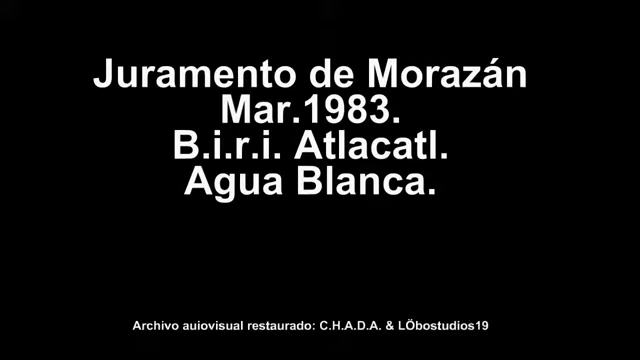 Juramento de Morazán
Mar.1983.
B.i.r.i. Atlacatl.
Agua Blanca.
Archivo auiovisual restaurado: C.H.A.D.A. & LÖbostudios19